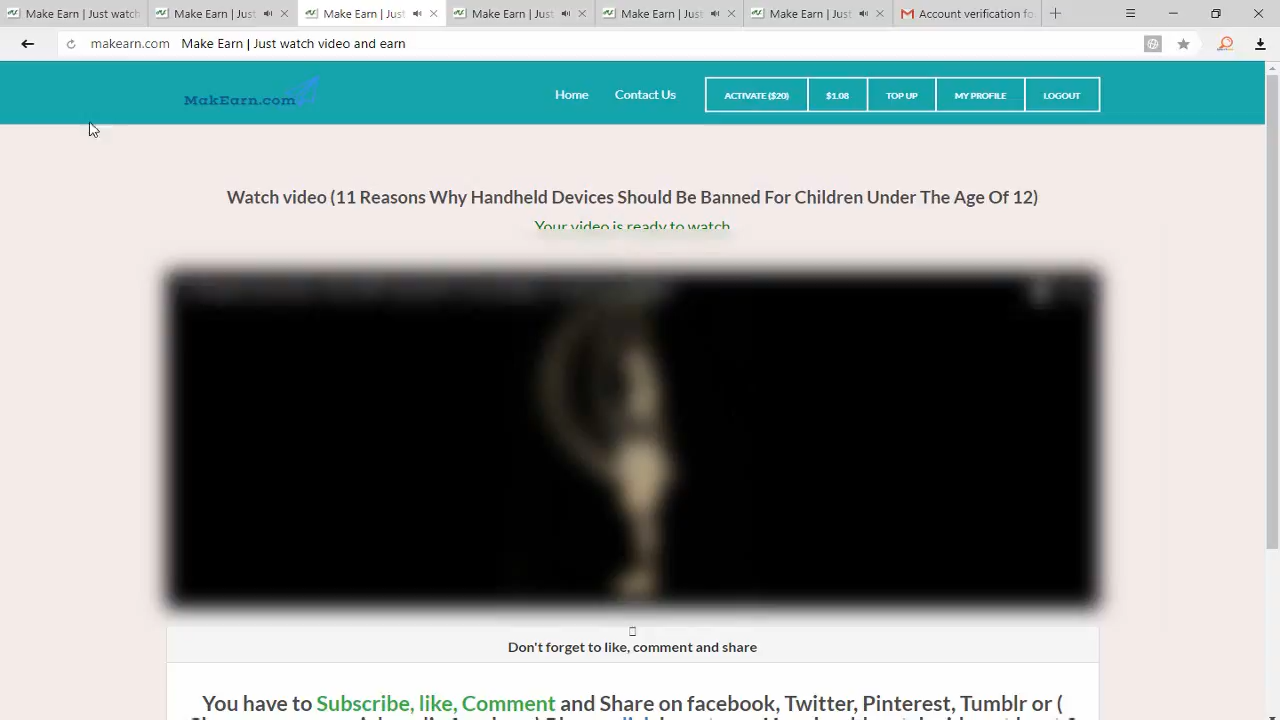 Make Earn | Just watch Make Earn | Just Make Earn | Just Make Earn | Just Make Earn | Just Make Earn | Just Account verification fo
makearn.com Make Earn | Just watch video and earn
MakEarn.com Home Contact Us ACTIVATE ($20) $1.08 TOP UP MY PROFILE LOGOUT
Watch video (11 Reasons Why Handheld Devices Should Be Banned For Children Under The Age Of 12)
Your video is ready to watch
Don't forget to like, comment and share
You have to Subscribe, like, Comment and Share on facebook, Twitter, Pinterest, Tumblr or (